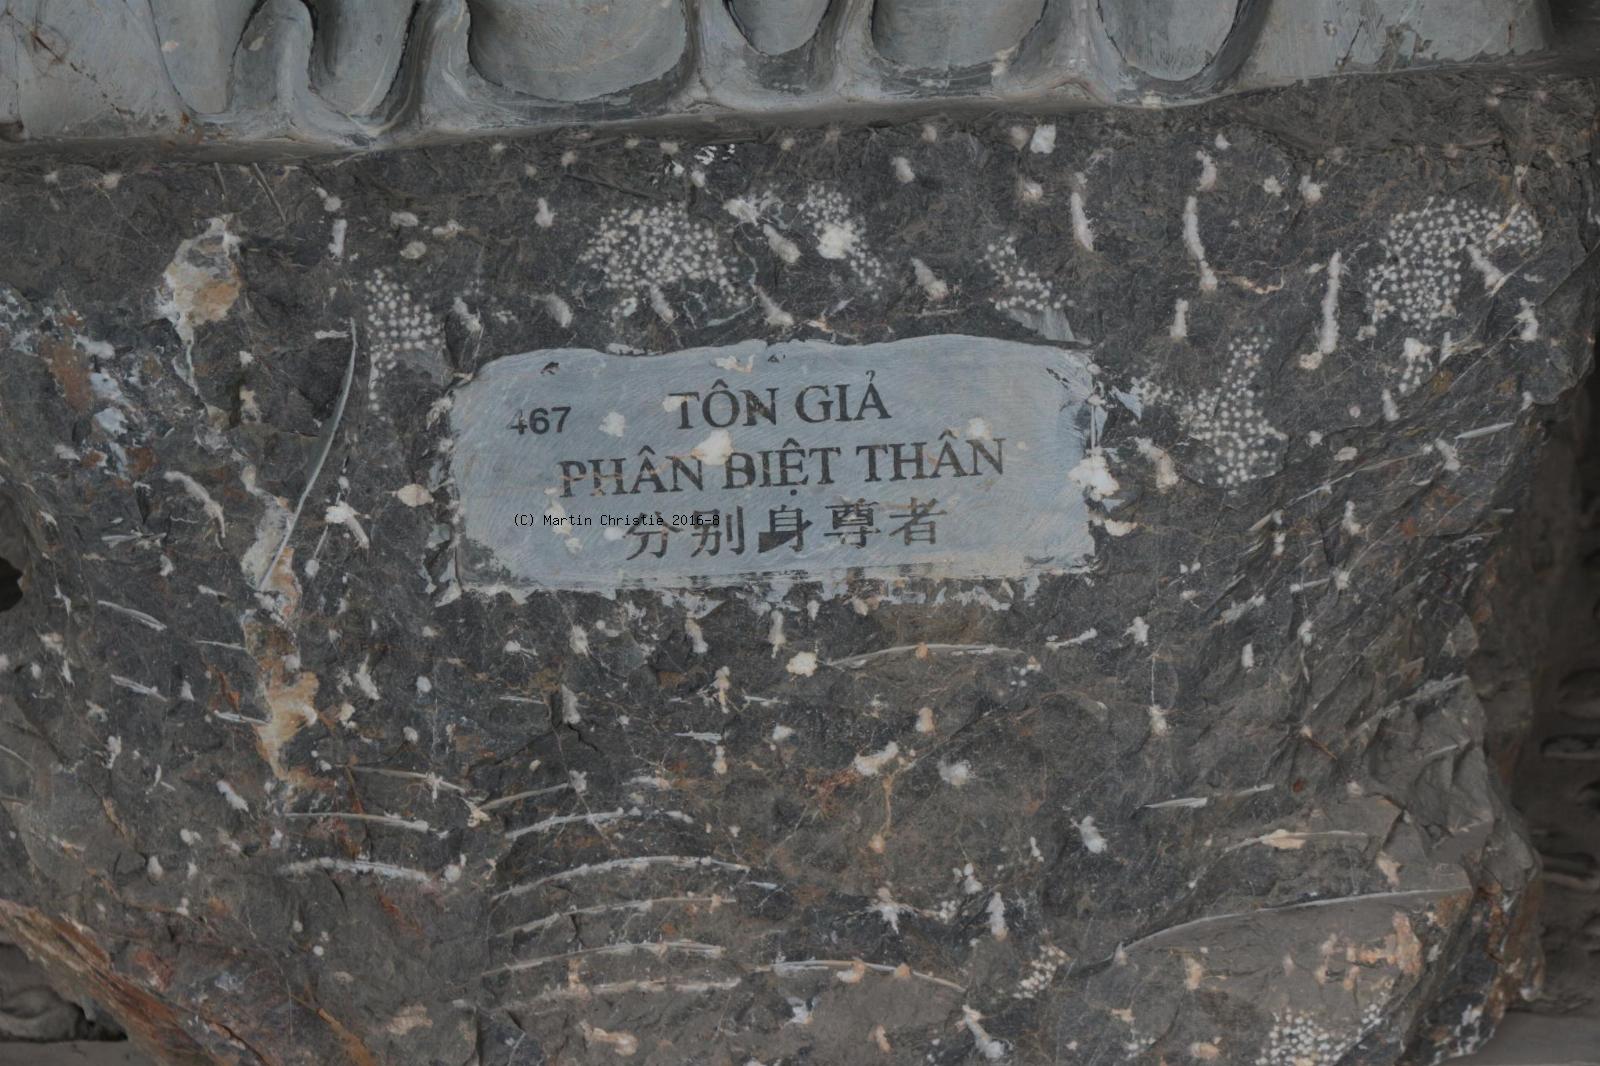 467 TÔN GIẢ
PHÂN BIỆT THÂN
(C) Martin Christie 2016-8
分别身尊者